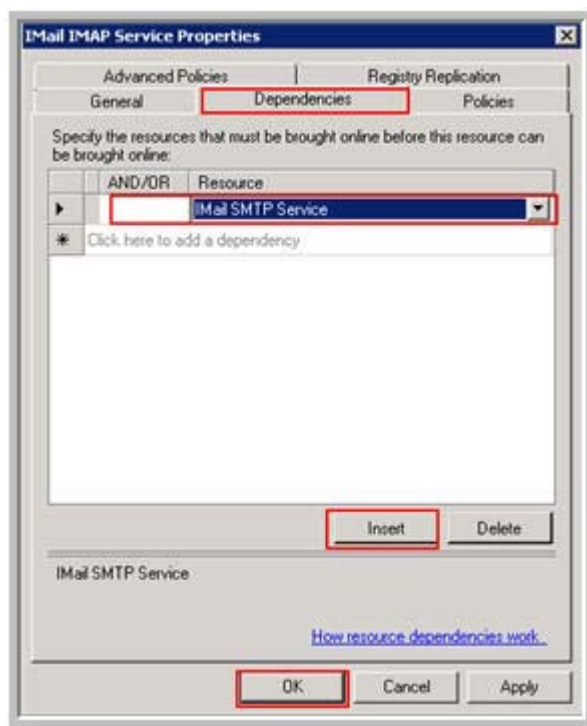 IMail IMAP Service Properties
Advanced Policies
Registry Replication
General
Dependencies
Policies
Specify the resources that must be brought online before this resource can
be brought online:
AND/OR
Resource
IMail SMTP Service
Click here to add a dependency
Insert
Delete
IMail SMTP Service
How resource dependencies work...
OK
Cancel
Apply